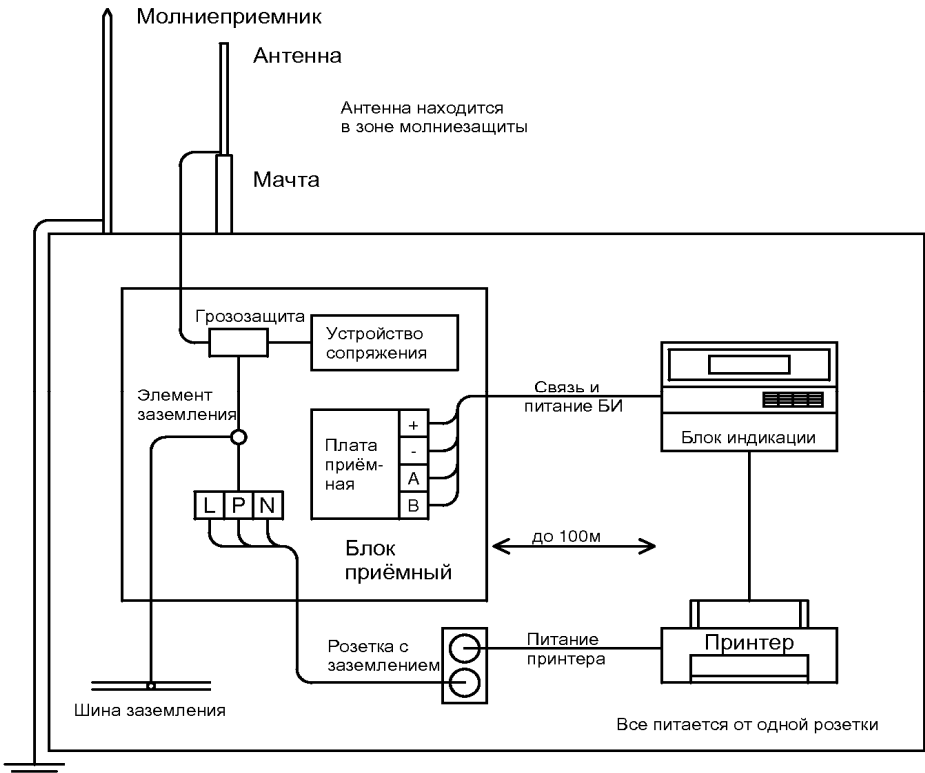 Молниеприемник
Антенна
Антенна находится
в зоне молниезащиты
Мачта
Грозозащита
Устройство
сопряжения
Элемент
заземления
Связь и
питание БИ
Плата
приём-
ная
+
-
A
B
Блок индикации
L P N
Блок
приёмный
до 100м
Розетка с
заземлением
Питание
принтера
Принтер
Шина заземления
Все питается от одной розетки